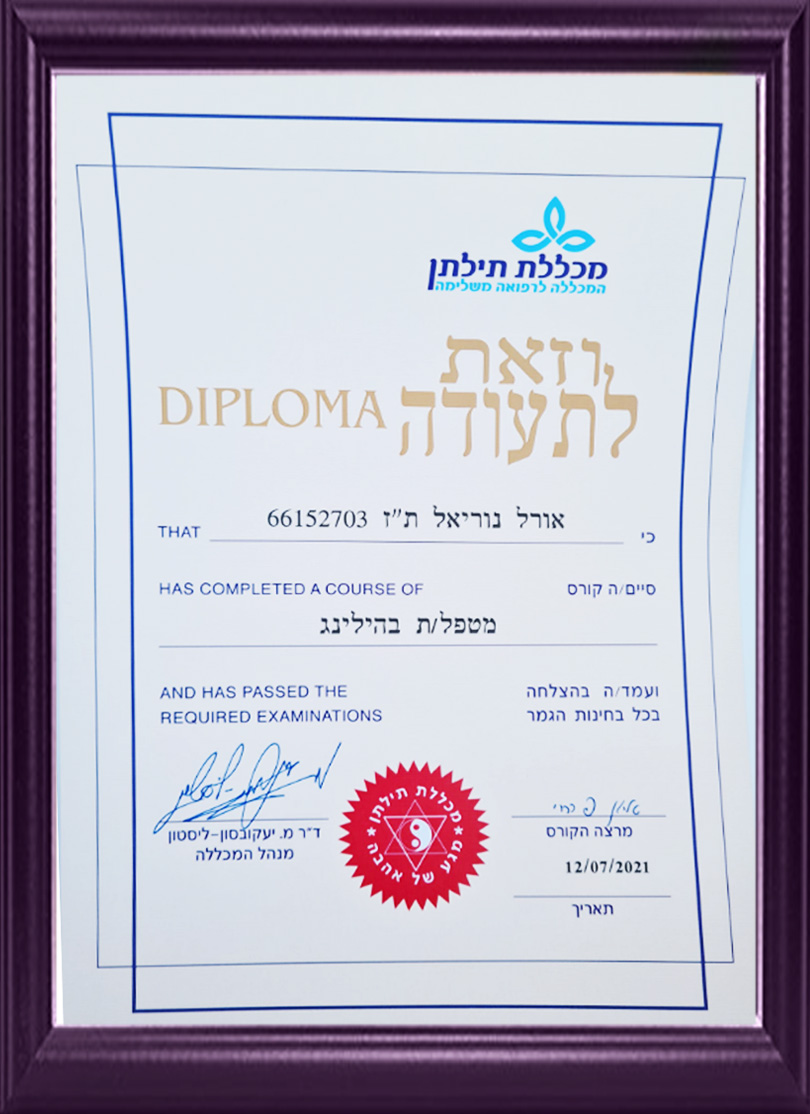 מכללת תילתן
המכללה לרפואה משלימה
וזאת
לתעודה DIPLOMA
כי אורל נוריאל ת"ז 66152703 THAT
סיים/ה קורס HAS COMPLETED A COURSE OF
מטפל/ת בהילינג
ועמד/ה בהצלחה AND HAS PASSED THE
בכל בחינות הגמר REQUIRED EXAMINATIONS
מרצה הקורס
12/07/2021
תאריך
מכללת תילתן
מגע של אהבה
ד"ר מ. יעקובסון-ליסטון
מנהל המכללה